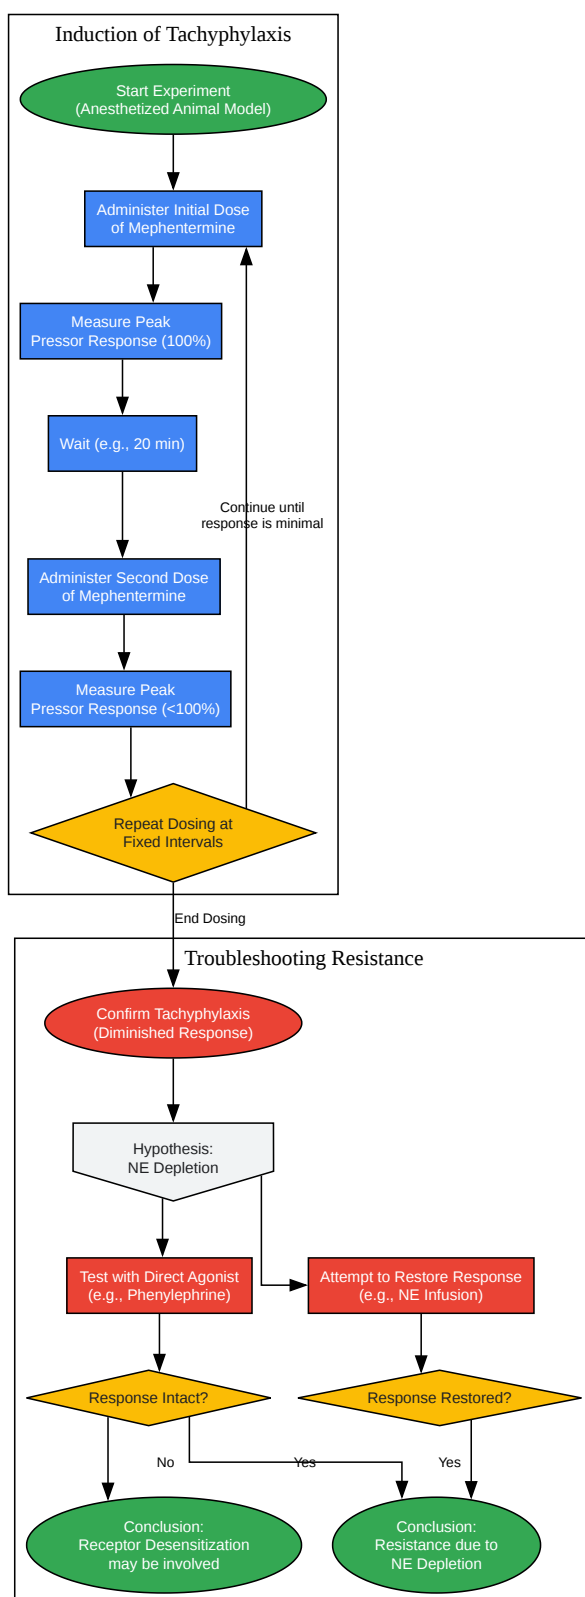 Induction of Tachyphylaxis
Start Experiment
(Anesthetized Animal Model)
Administer Initial Dose
of Mephentermine
Measure Peak
Pressor Response (100%)
Wait (e.g., 20 min)
Continue until
response is minimal
Administer Second Dose
of Mephentermine
Measure Peak
Pressor Response (<100%)
Repeat Dosing at
Fixed Intervals
End Dosing
Troubleshooting Resistance
Confirm Tachyphylaxis
(Diminished Response)
Hypothesis:
NE Depletion
Test with Direct Agonist
(e.g., Phenylephrine)
Attempt to Restore Response
(e.g., NE Infusion)
Response Intact?
Response Restored?
No
Yes
Yes
Conclusion:
Receptor Desensitization
may be involved
Conclusion:
Resistance due to
NE Depletion